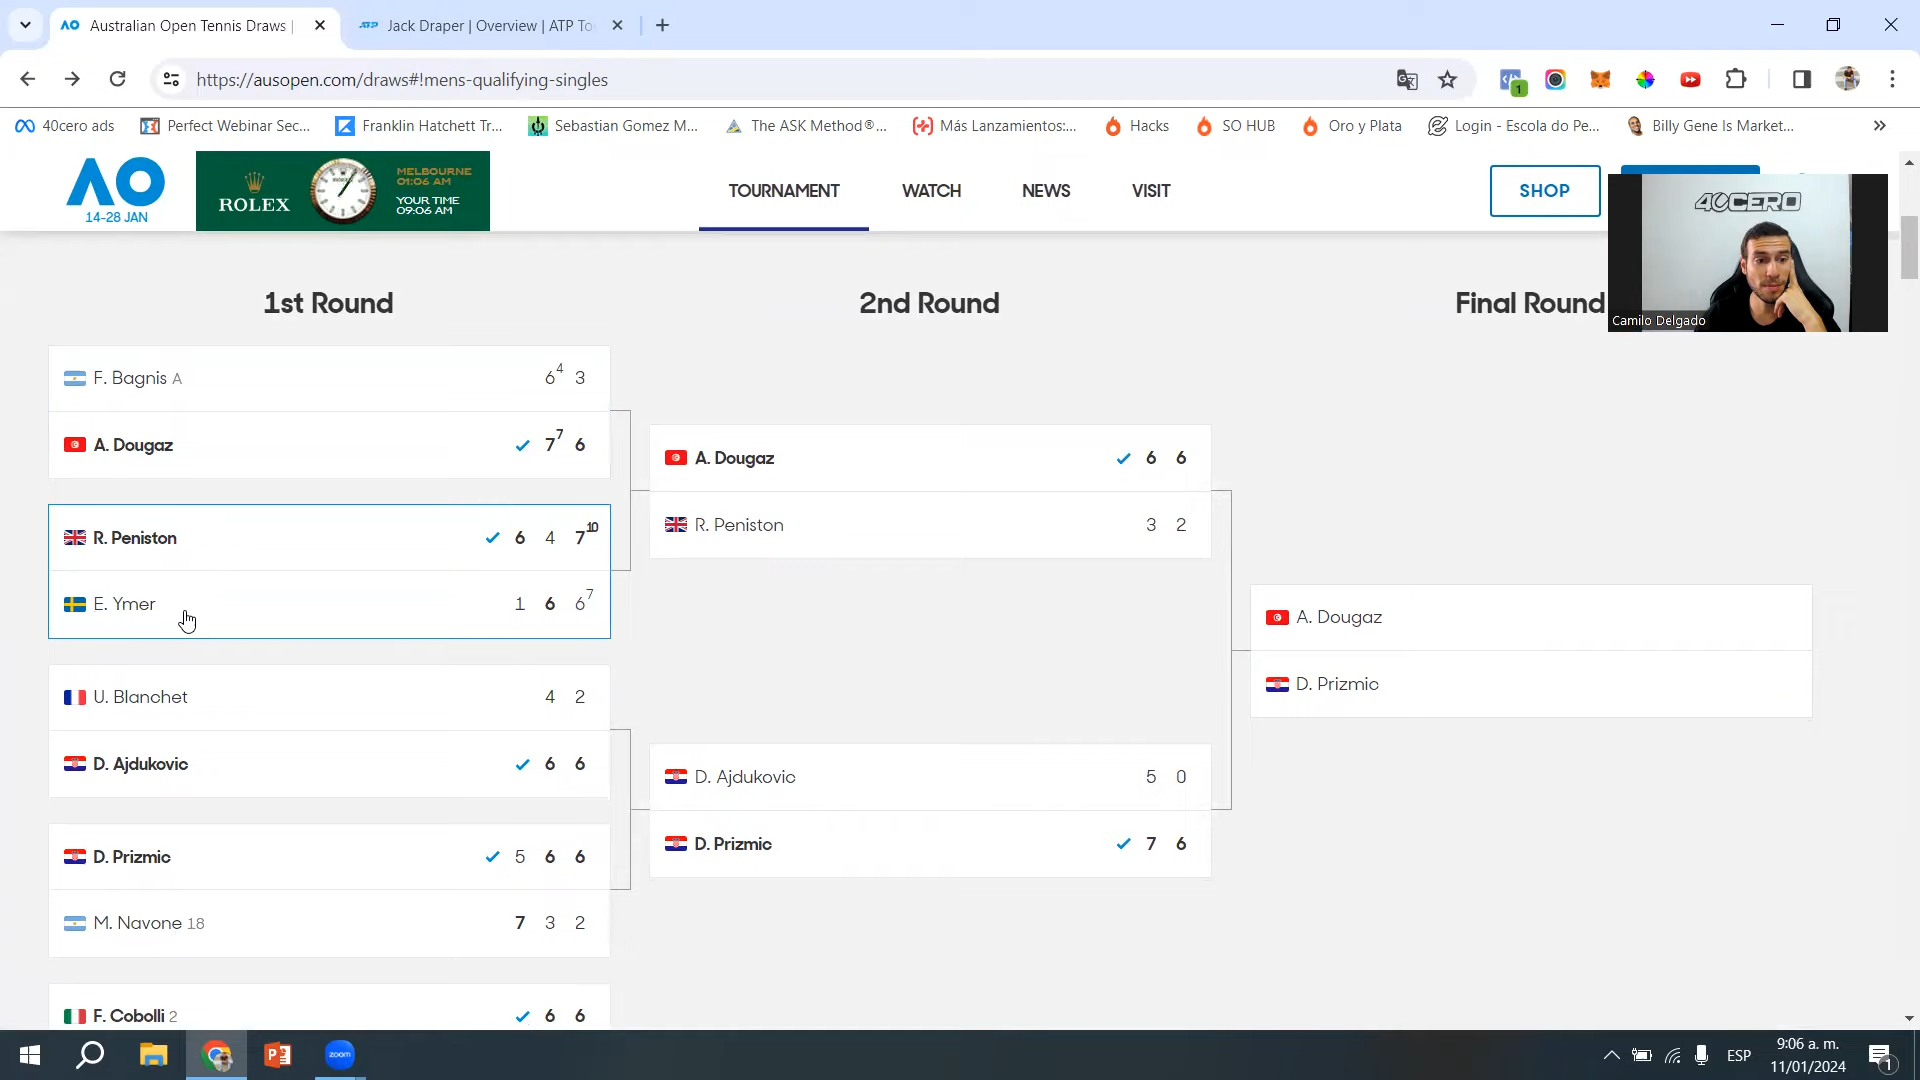 Australian Open Tennis Draws |
Jack Draper | Overview | ATP To
https://ausopen.com/draws#!mens-qualifying-singles
1
40cero ads
Perfect Webinar Sec...
Franklin Hatchett Tr...
Sebastian Gomez M...
The ASK Method®...
Más Lanzamientos:...
Hacks
SO HUB
Oro y Plata
Login - Escola do Pe...
Billy Gene Is Market...
»
AO
14-28 JAN
ROLEX
MELBOURNE
01:06 AM
YOUR TIME
09:06 AM
TOURNAMENT
WATCH
NEWS
VISIT
SHOP
40CERO
Camilo Delgado
1st Round
2nd Round
Final Round
F. Bagnis A 6 4 3
A. Dougaz 7 7 6
R. Peniston 6 4 7 10
E. Ymer 1 6 6 7
U. Blanchet 4 2
D. Ajdukovic 6 6
D. Prizmic 5 6 6
M. Navone 18 7 3 2
F. Cobolli 2 6 6
A. Dougaz 6 6
R. Peniston 3 2
D. Ajdukovic 5 0
D. Prizmic 7 6
A. Dougaz
D. Prizmic
zoom
ESP
9:06 a. m.
11/01/2024
1